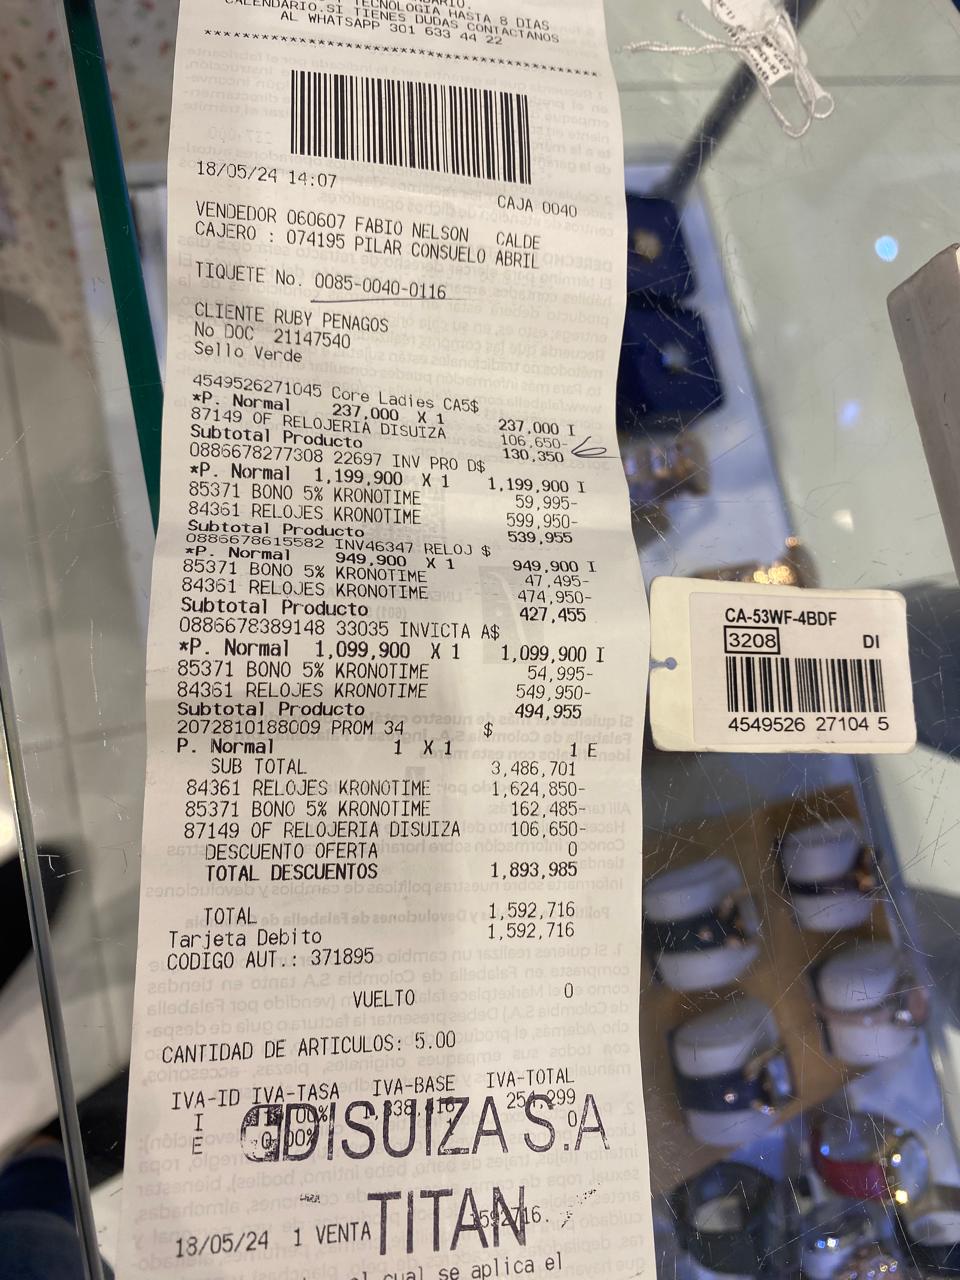 TECNOLOGIA HASTA 8 DIAS
CALENDARIO.SI TIENES DUDAS CONTACTANOS
AL WHATSAPP 301 633 44 22
18/05/24 14:07
CAJA 0040
VENDEDOR 060607 FABIO NELSON CALDE
CAJERO : 074195 PILAR CONSUELO ABRIL
TIQUETE No. 0085-0040-0116
CLIENTE RUBY PENAGOS
No DOC 21147540
Sello Verde
4549526271045 Core Ladies CA5$
*P. Normal 237,000 X 1 237,000 I
87149 OF RELOJERIA DISUIZA 106,650-
Subtotal Producto 130,350
0886678277308 22697 INV PRO D$
*P. Normal 1,199,900 X 1 1,199,900 I
85371 BONO 5% KRONOTIME 59,995-
84361 RELOJES KRONOTIME 599,950-
Subtotal Producto 539,955
0886678615582 INV46347 RELOJ $
*P. Normal 949,900 X 1 949,900 I
85371 BONO 5% KRONOTIME 47,495-
84361 RELOJES KRONOTIME 474,950-
Subtotal Producto 427,455
0886678389148 33035 INVICTA A$
*P. Normal 1,099,900 X 1 1,099,900 I
85371 BONO 5% KRONOTIME 54,995-
84361 RELOJES KRONOTIME 549,950-
Subtotal Producto 494,955
2072810188009 PROM 34 $
P. Normal 1 X 1 1 E
SUB TOTAL 3,486,701
84361 RELOJES KRONOTIME 1,624,850-
85371 BONO 5% KRONOTIME 162,485-
87149 OF RELOJERIA DISUIZA 106,650-
DESCUENTO OFERTA 0
TOTAL DESCUENTOS 1,893,985
TOTAL 1,592,716
Tarjeta Debito 1,592,716
CODIGO AUT.: 371895
VUELTO 0
CANTIDAD DE ARTICULOS: 5.00
IVA-ID IVA-TASA IVA-BASE IVA-TOTAL
I
E 0
DISUIZA S.A
TITAN
18/05/24 1 VENTA
cual se aplica el
CA-53WF-4BDF
3208 DI
4549526 27104 5